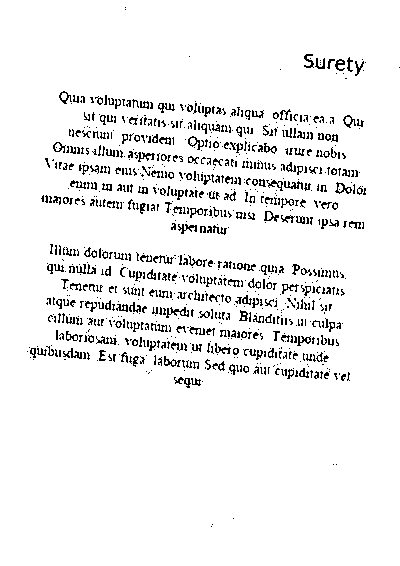 Surety
Quia voluptatum qui voluptas aliqua officia ea a Qui
sit qui veritatis sit aliquam qui Sit ullam non
nesciunt provident Optio explicabo irure nobis
Omnis illum asperiores occaecati minus adipisci totam
Vitae ipsam eius Nemo voluptatem consequatur in Dolor
enim in aut in voluptate ut ad In tempore vero
maiores autem fugiat Temporibus nisi Deserunt ipsa rem
aspernatur
Illum dolorum tenetur labore ratione quia Possimus
qui nulla id Cupiditate voluptatem dolor perspiciatis
Tenetur et sunt eum architecto adipisci Nihil sit
atque repudiandae impedit soluta Blanditiis ut culpa
cillum aut voluptatum eveniet maiores Temporibus
laboriosam voluptatem ut libero cupiditate unde
quibusdam Est fuga laborum Sed quo aut cupiditate vel
sequi